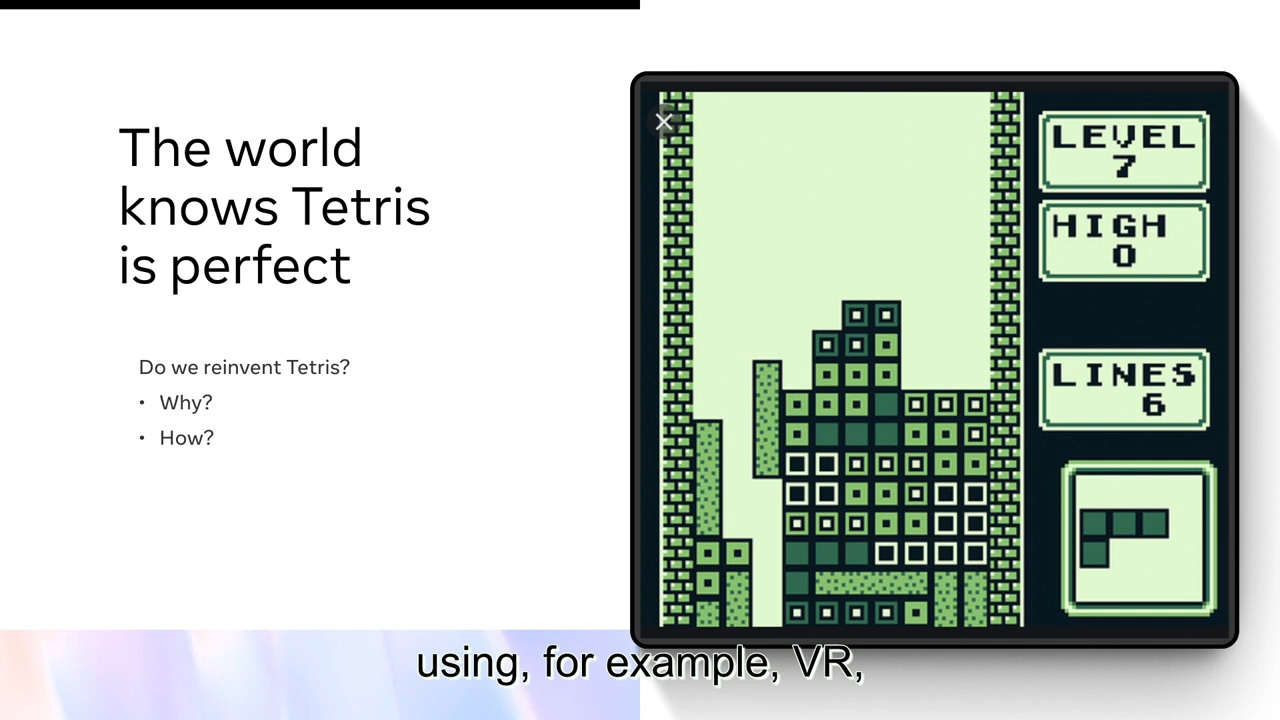 The world
knows Tetris
is perfect
Do we reinvent Tetris?
• Why?
• How?
LEVEL
7
HIGH
0
LINES
6
using, for example, VR,